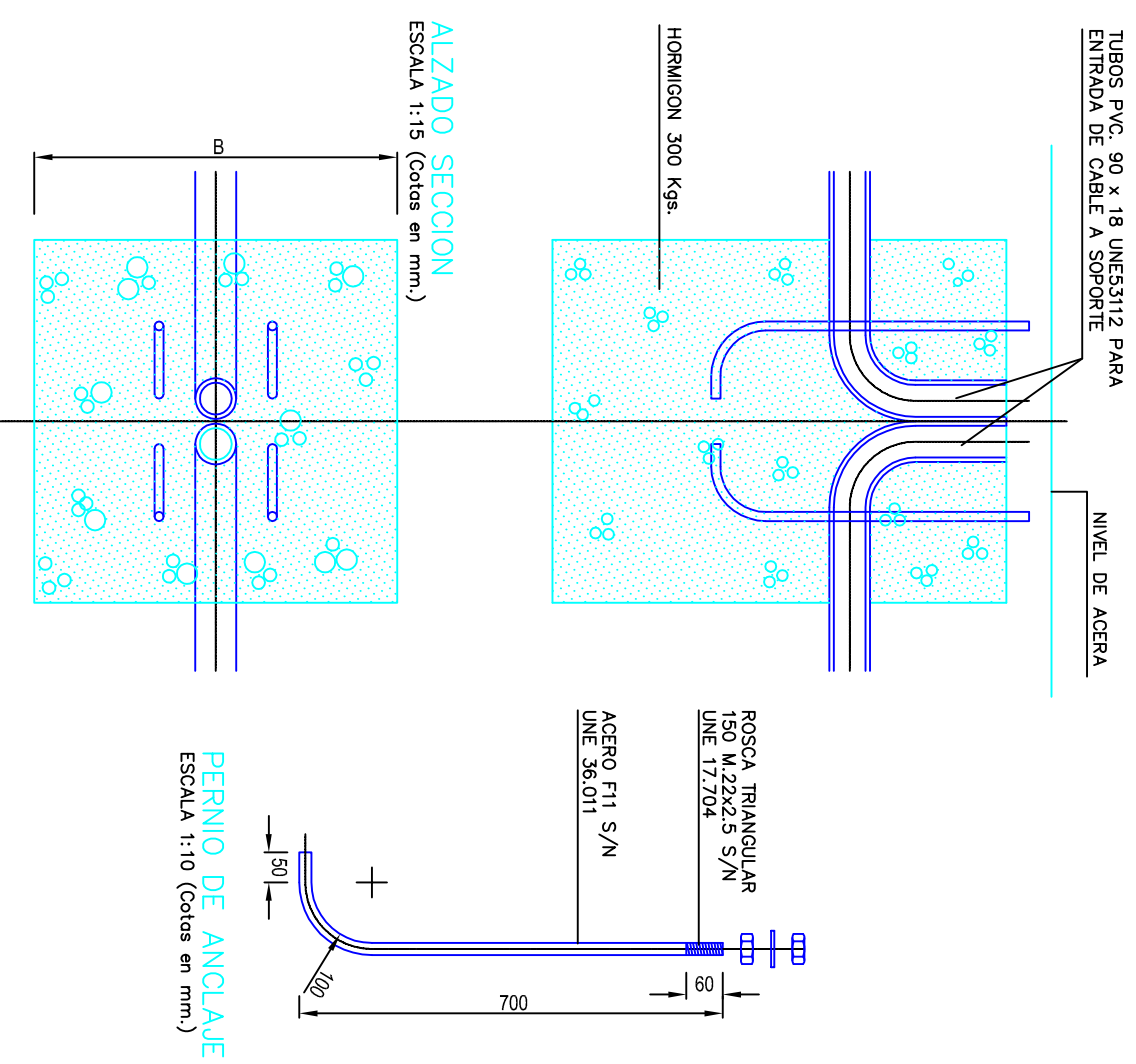 TUBOS PVC. 90 x 18 UNE53112 PARA
ENTRADA DE CABLE A SOPORTE
NIVEL DE ACERA
HORMIGON 300 Kgs.
ALZADO SECCION
ESCALA 1:15 (Cotas en mm.)
B
ROSCA TRIANGULAR
150 M.22x2.5 S/N
UNE 17.704
ACERO F11 S/N
UNE 36.011
60
700
100
50
PERNIO DE ANCLAJE
ESCALA 1:10 (Cotas en mm.)